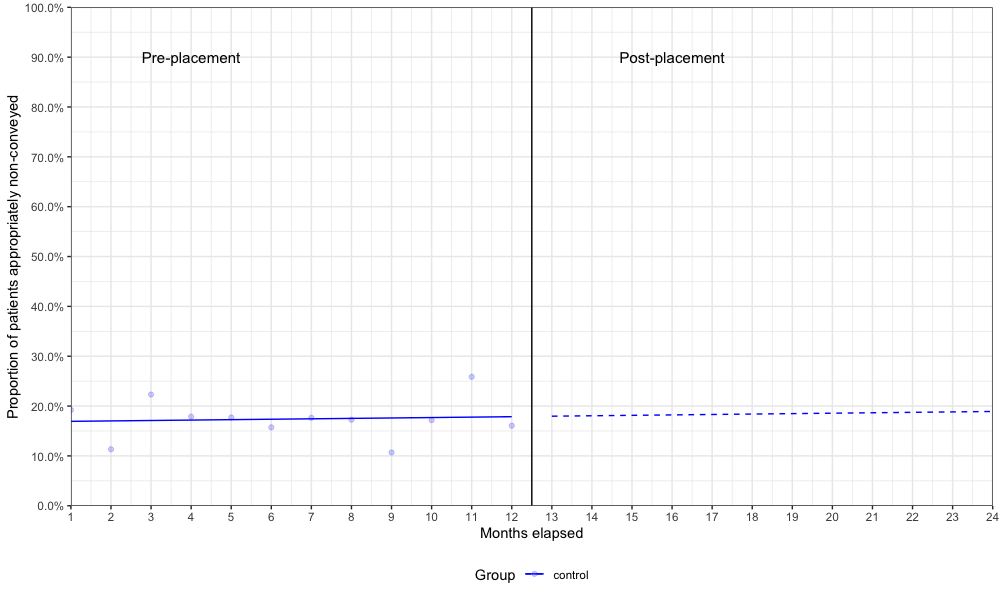 100.0%
90.0%
80.0%
70.0%
60.0%
50.0%
40.0%
30.0%
20.0%
10.0%
0.0%
Proportion of patients appropriately non-conveyed
Pre-placement
Post-placement
1 2 3 4 5 6 7 8 9 10 11 12 13 14 15 16 17 18 19 20 21 22 23 24
Months elapsed
Group control